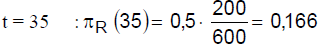 t = 35 : π_R (35) = 0,5 · 200/600 = 0,166